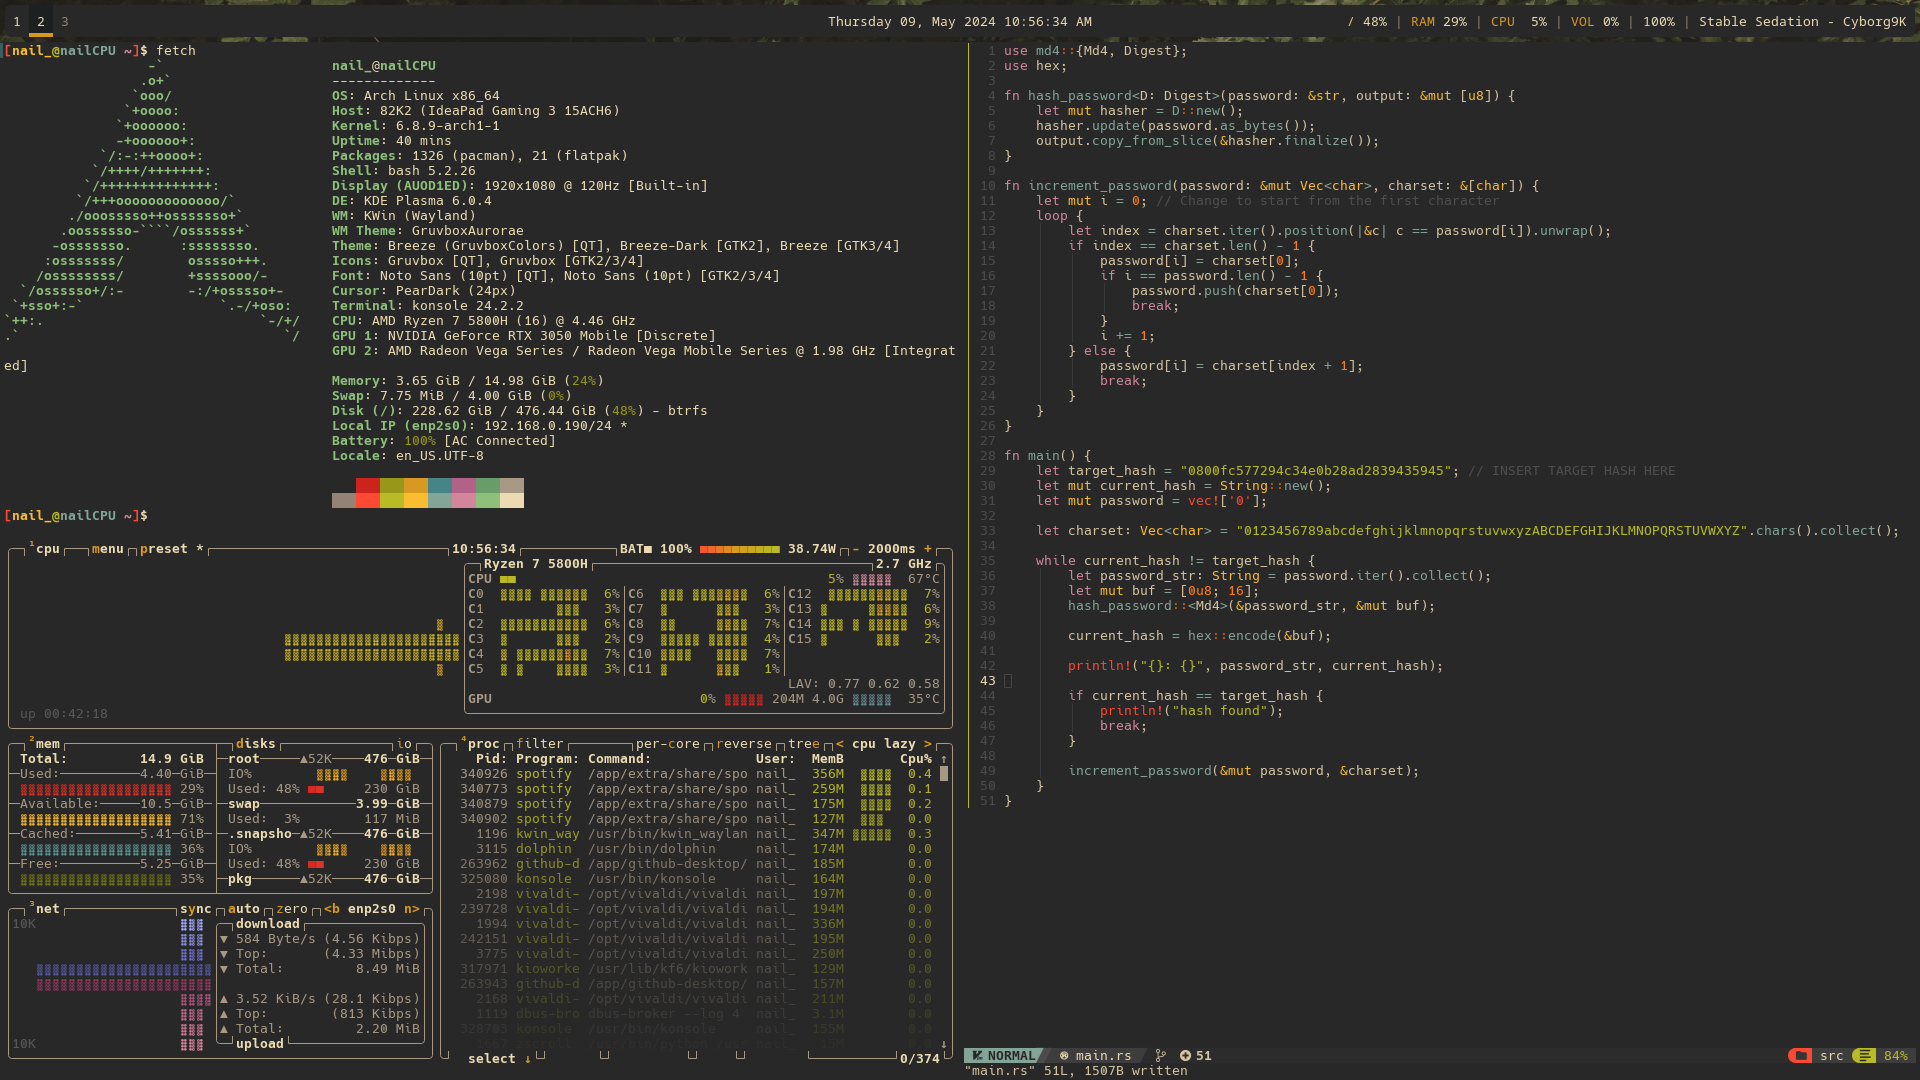 1 2 3
Thursday 09, May 2024 10:56:34 AM
/ 48% | RAM 29% | CPU 5% | VOL 0% | 100% | Stable Sedation - Cyborg9K
[nail_@nailCPU ~]$ fetch
nail_@nailCPU
-------------
OS: Arch Linux x86_64
Host: 82K2 (IdeaPad Gaming 3 15ACH6)
Kernel: 6.8.9-arch1-1
Uptime: 40 mins
Packages: 1326 (pacman), 21 (flatpak)
Shell: bash 5.2.26
Display (AUOD1ED): 1920x1080 @ 120Hz [Built-in]
DE: KDE Plasma 6.0.4
WM: KWin (Wayland)
WM Theme: GruvboxAurorae
Theme: Breeze (GruvboxColors) [QT], Breeze-Dark [GTK2], Breeze [GTK3/4]
Icons: Gruvbox [QT], Gruvbox [GTK2/3/4]
Font: Noto Sans (10pt) [QT], Noto Sans (10pt) [GTK2/3/4]
Cursor: PearDark (24px)
Terminal: konsole 24.2.2
CPU: AMD Ryzen 7 5800H (16) @ 4.46 GHz
GPU 1: NVIDIA GeForce RTX 3050 Mobile [Discrete]
GPU 2: AMD Radeon Vega Series / Radeon Vega Mobile Series @ 1.98 GHz [Integrat
ed]
Memory: 3.65 GiB / 14.98 GiB (24%)
Swap: 7.75 MiB / 4.00 GiB (0%)
Disk (/): 228.62 GiB / 476.44 GiB (48%) - btrfs
Local IP (enp2s0): 192.168.0.190/24 *
Battery: 100% [AC Connected]
Locale: en_US.UTF-8
[nail_@nailCPU ~]$
¹cpu menu preset * 10:56:34 BAT■ 100% 38.74W - 2000ms +
Ryzen 7 5800H 2.7 GHz
CPU 5% 67°C
C0 6% C6 6% C12 7%
C1 3% C7 3% C13 6%
C2 6% C8 7% C14 9%
C3 2% C9 4% C15 2%
C4 7% C10 7%
C5 3% C11 1%
LAV: 0.77 0.62 0.58
GPU 0% 204M 4.0G 35°C
up 00:42:18
²mem disks io
Total: 14.9 GiB
Used: 4.40 GiB
29%
Available: 10.5 GiB
71%
Cached: 5.41 GiB
36%
Free: 5.25 GiB
35%
root ▲52K 476 GiB
IO%
Used: 48% 230 GiB
swap 3.99 GiB
Used: 3% 117 MiB
.snapsho ▲52K 476 GiB
IO%
Used: 48% 230 GiB
pkg ▲52K 476 GiB
³net sync auto zero <b enp2s0 n>
10K
download
▼ 584 Byte/s (4.56 Kibps)
▼ Top: (4.33 Mibps)
▼ Total: 8.49 MiB
▲ 3.52 KiB/s (28.1 Kibps)
▲ Top: (813 Kibps)
▲ Total: 2.20 MiB
upload
10K
⁴proc filter per-core reverse tree < cpu lazy >
Pid: Program: Command: User: MemB Cpu% ↑
340926 spotify /app/extra/share/spo nail_ 356M 0.4
340773 spotify /app/extra/share/spo nail_ 259M 0.1
340879 spotify /app/extra/share/spo nail_ 175M 0.2
340902 spotify /app/extra/share/spo nail_ 127M 0.0
1196 kwin_way /usr/bin/kwin_waylan nail_ 347M 0.3
3115 dolphin /usr/bin/dolphin nail_ 174M 0.0
263962 github-d /app/github-desktop/ nail_ 185M 0.0
325080 konsole /usr/bin/konsole nail_ 164M 0.0
2198 vivaldi- /opt/vivaldi/vivaldi nail_ 197M 0.0
239728 vivaldi- /opt/vivaldi/vivaldi nail_ 194M 0.0
1994 vivaldi- /opt/vivaldi/vivaldi nail_ 336M 0.0
242151 vivaldi- /opt/vivaldi/vivaldi nail_ 195M 0.0
3775 vivaldi- /opt/vivaldi/vivaldi nail_ 250M 0.0
317971 kioworke /usr/lib/kf6/kiowork nail_ 129M 0.0
263943 github-d /app/github-desktop/ nail_ 157M 0.0
2168 vivaldi- /opt/vivaldi/vivaldi nail_ 211M 0.0
1119 dbus-bro dbus-broker --log 4 nail_ 3.1M 0.0
328703 konsole /usr/bin/konsole nail_ 155M 0.0
select ↓ 0/374
1 use md4::{Md4, Digest};
2 use hex;
3
4 fn hash_password<D: Digest>(password: &str, output: &mut [u8]) {
5 let mut hasher = D::new();
6 hasher.update(password.as_bytes());
7 output.copy_from_slice(&hasher.finalize());
8 }
9
10 fn increment_password(password: &mut Vec<char>, charset: &[char]) {
11 let mut i = 0; // Change to start from the first character
12 loop {
13 let index = charset.iter().position(|&c| c == password[i]).unwrap();
14 if index == charset.len() - 1 {
15 password[i] = charset[0];
16 if i == password.len() - 1 {
17 password.push(charset[0]);
18 break;
19 }
20 i += 1;
21 } else {
22 password[i] = charset[index + 1];
23 break;
24 }
25 }
26 }
27
28 fn main() {
29 let target_hash = "0800fc577294c34e0b28ad2839435945"; // INSERT TARGET HASH HERE
30 let mut current_hash = String::new();
31 let mut password = vec!['0'];
32
33 let charset: Vec<char> = "0123456789abcdefghijklmnopqrstuvwxyzABCDEFGHIJKLMNOPQRSTUVWXYZ".chars().collect();
34
35 while current_hash != target_hash {
36 let password_str: String = password.iter().collect();
37 let mut buf = [0u8; 16];
38 hash_password::<Md4>(&password_str, &mut buf);
39
40 current_hash = hex::encode(&buf);
41
42 println!("{}: {}", password_str, current_hash);
43
44 if current_hash == target_hash {
45 println!("hash found");
46 break;
47 }
48
49 increment_password(&mut password, &charset);
50 }
51 }
NORMAL main.rs 51 src 84%
"main.rs" 51L, 1507B written